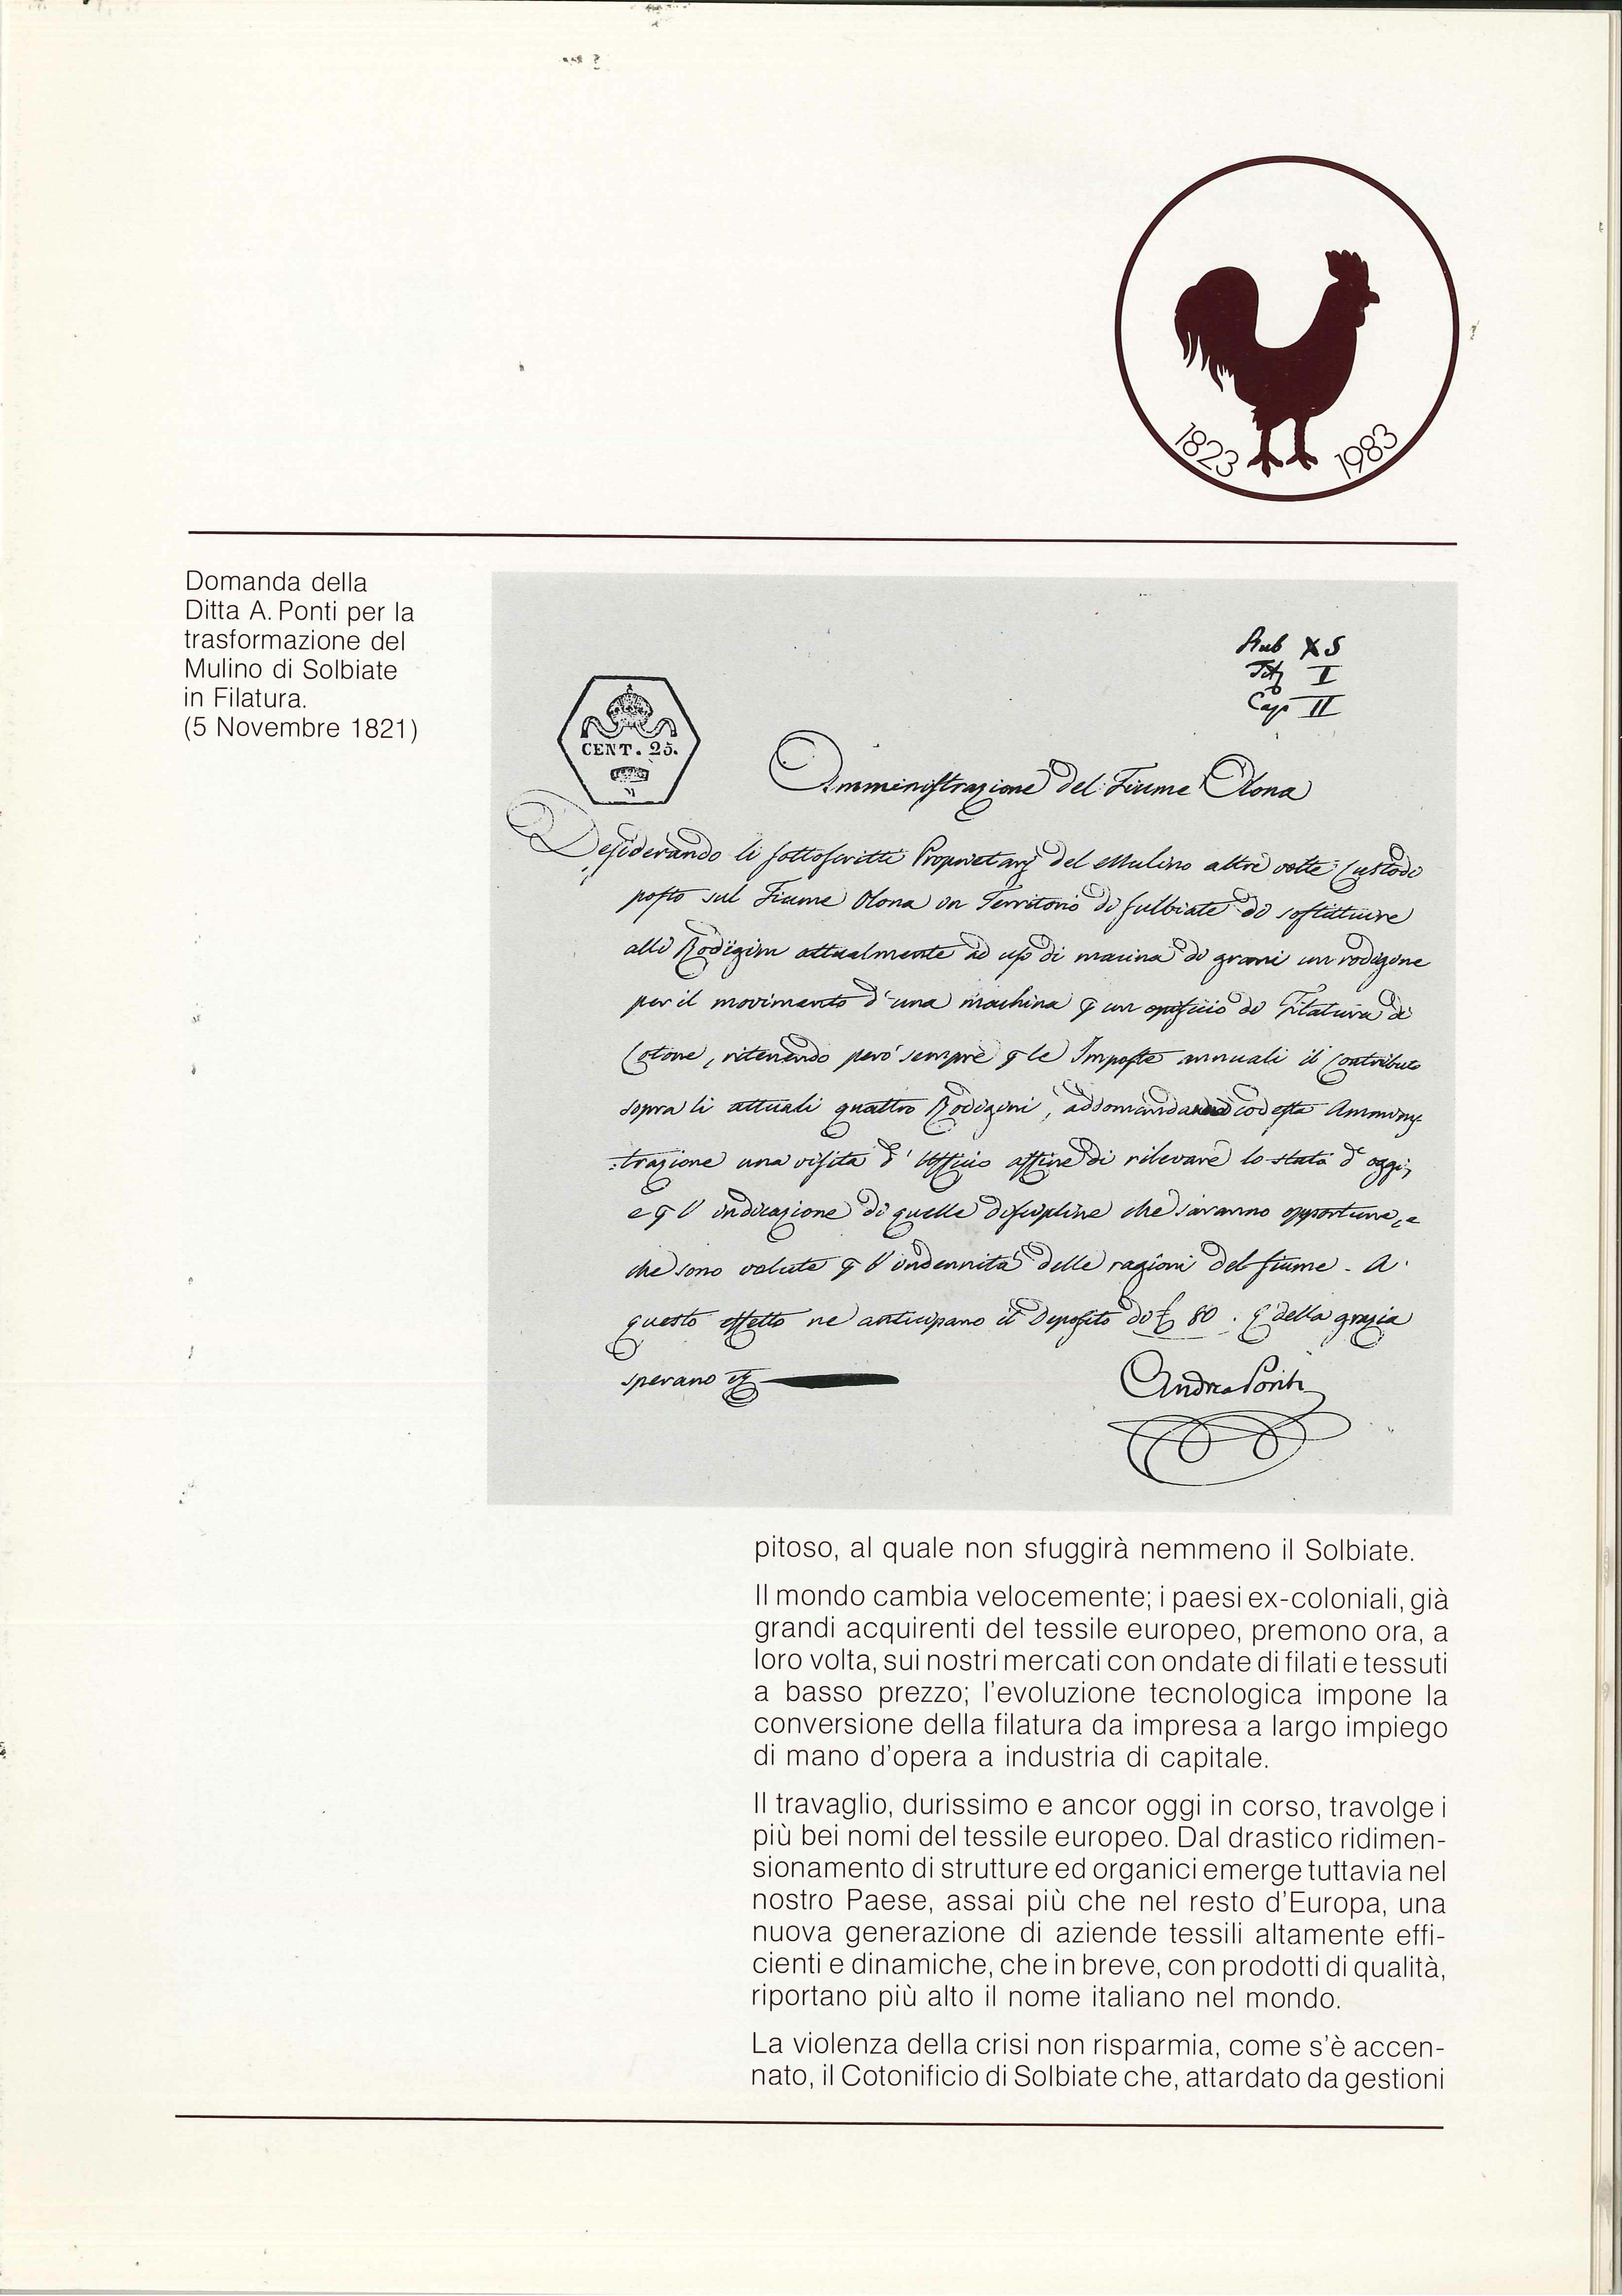 1823 1983
Domanda della
Ditta A. Ponti per la
trasformazione del
Mulino di Solbiate
in Filatura.
(5 Novembre 1821)
Rub XS
Tit I
Cap II
CENT. 25.
Amministrazione del Fiume Olona
Desiderando li sottoscritti Proprietarj del Mulino altre volte Custodi
posto sul Fiume Olona in Territorio di Sulbiate di sostituire
alli Rodigini attualmente ad uso di macina di grani un rodigone
per il movimento d'una machina p un opificio di Filatura di
Cotone, ritenendo però sempre p le Imposte annuali il Contributo
sopra li attuali quattro Rodigini, addomandano codesta Amminis-
trazione una visita d'Ufficio affine di rilevare lo stato d'oggi,
e p l'indicazione di quelle discipline che saranno opportune, e
che sono volute p l'indennità delle ragioni del fiume. A
questo effetto ne anticipano il Deposito di £ 80. C della grazia
sperano
Andrea Ponti
pitoso, al quale non sfuggirà nemmeno il Solbiate.
Il mondo cambia velocemente; i paesi ex-coloniali, già
grandi acquirenti del tessile europeo, premono ora, a
loro volta, sui nostri mercati con ondate di filati e tessuti
a basso prezzo; l'evoluzione tecnologica impone la
conversione della filatura da impresa a largo impiego
di mano d'opera a industria di capitale.
Il travaglio, durissimo e ancor oggi in corso, travolge i
più bei nomi del tessile europeo. Dal drastico ridimen-
sionamento di strutture ed organici emerge tuttavia nel
nostro Paese, assai più che nel resto d'Europa, una
nuova generazione di aziende tessili altamente effi-
cienti e dinamiche, che in breve, con prodotti di qualità,
riportano più alto il nome italiano nel mondo.
La violenza della crisi non risparmia, come s'è accen-
nato, il Cotonificio di Solbiate che, attardato da gestioni